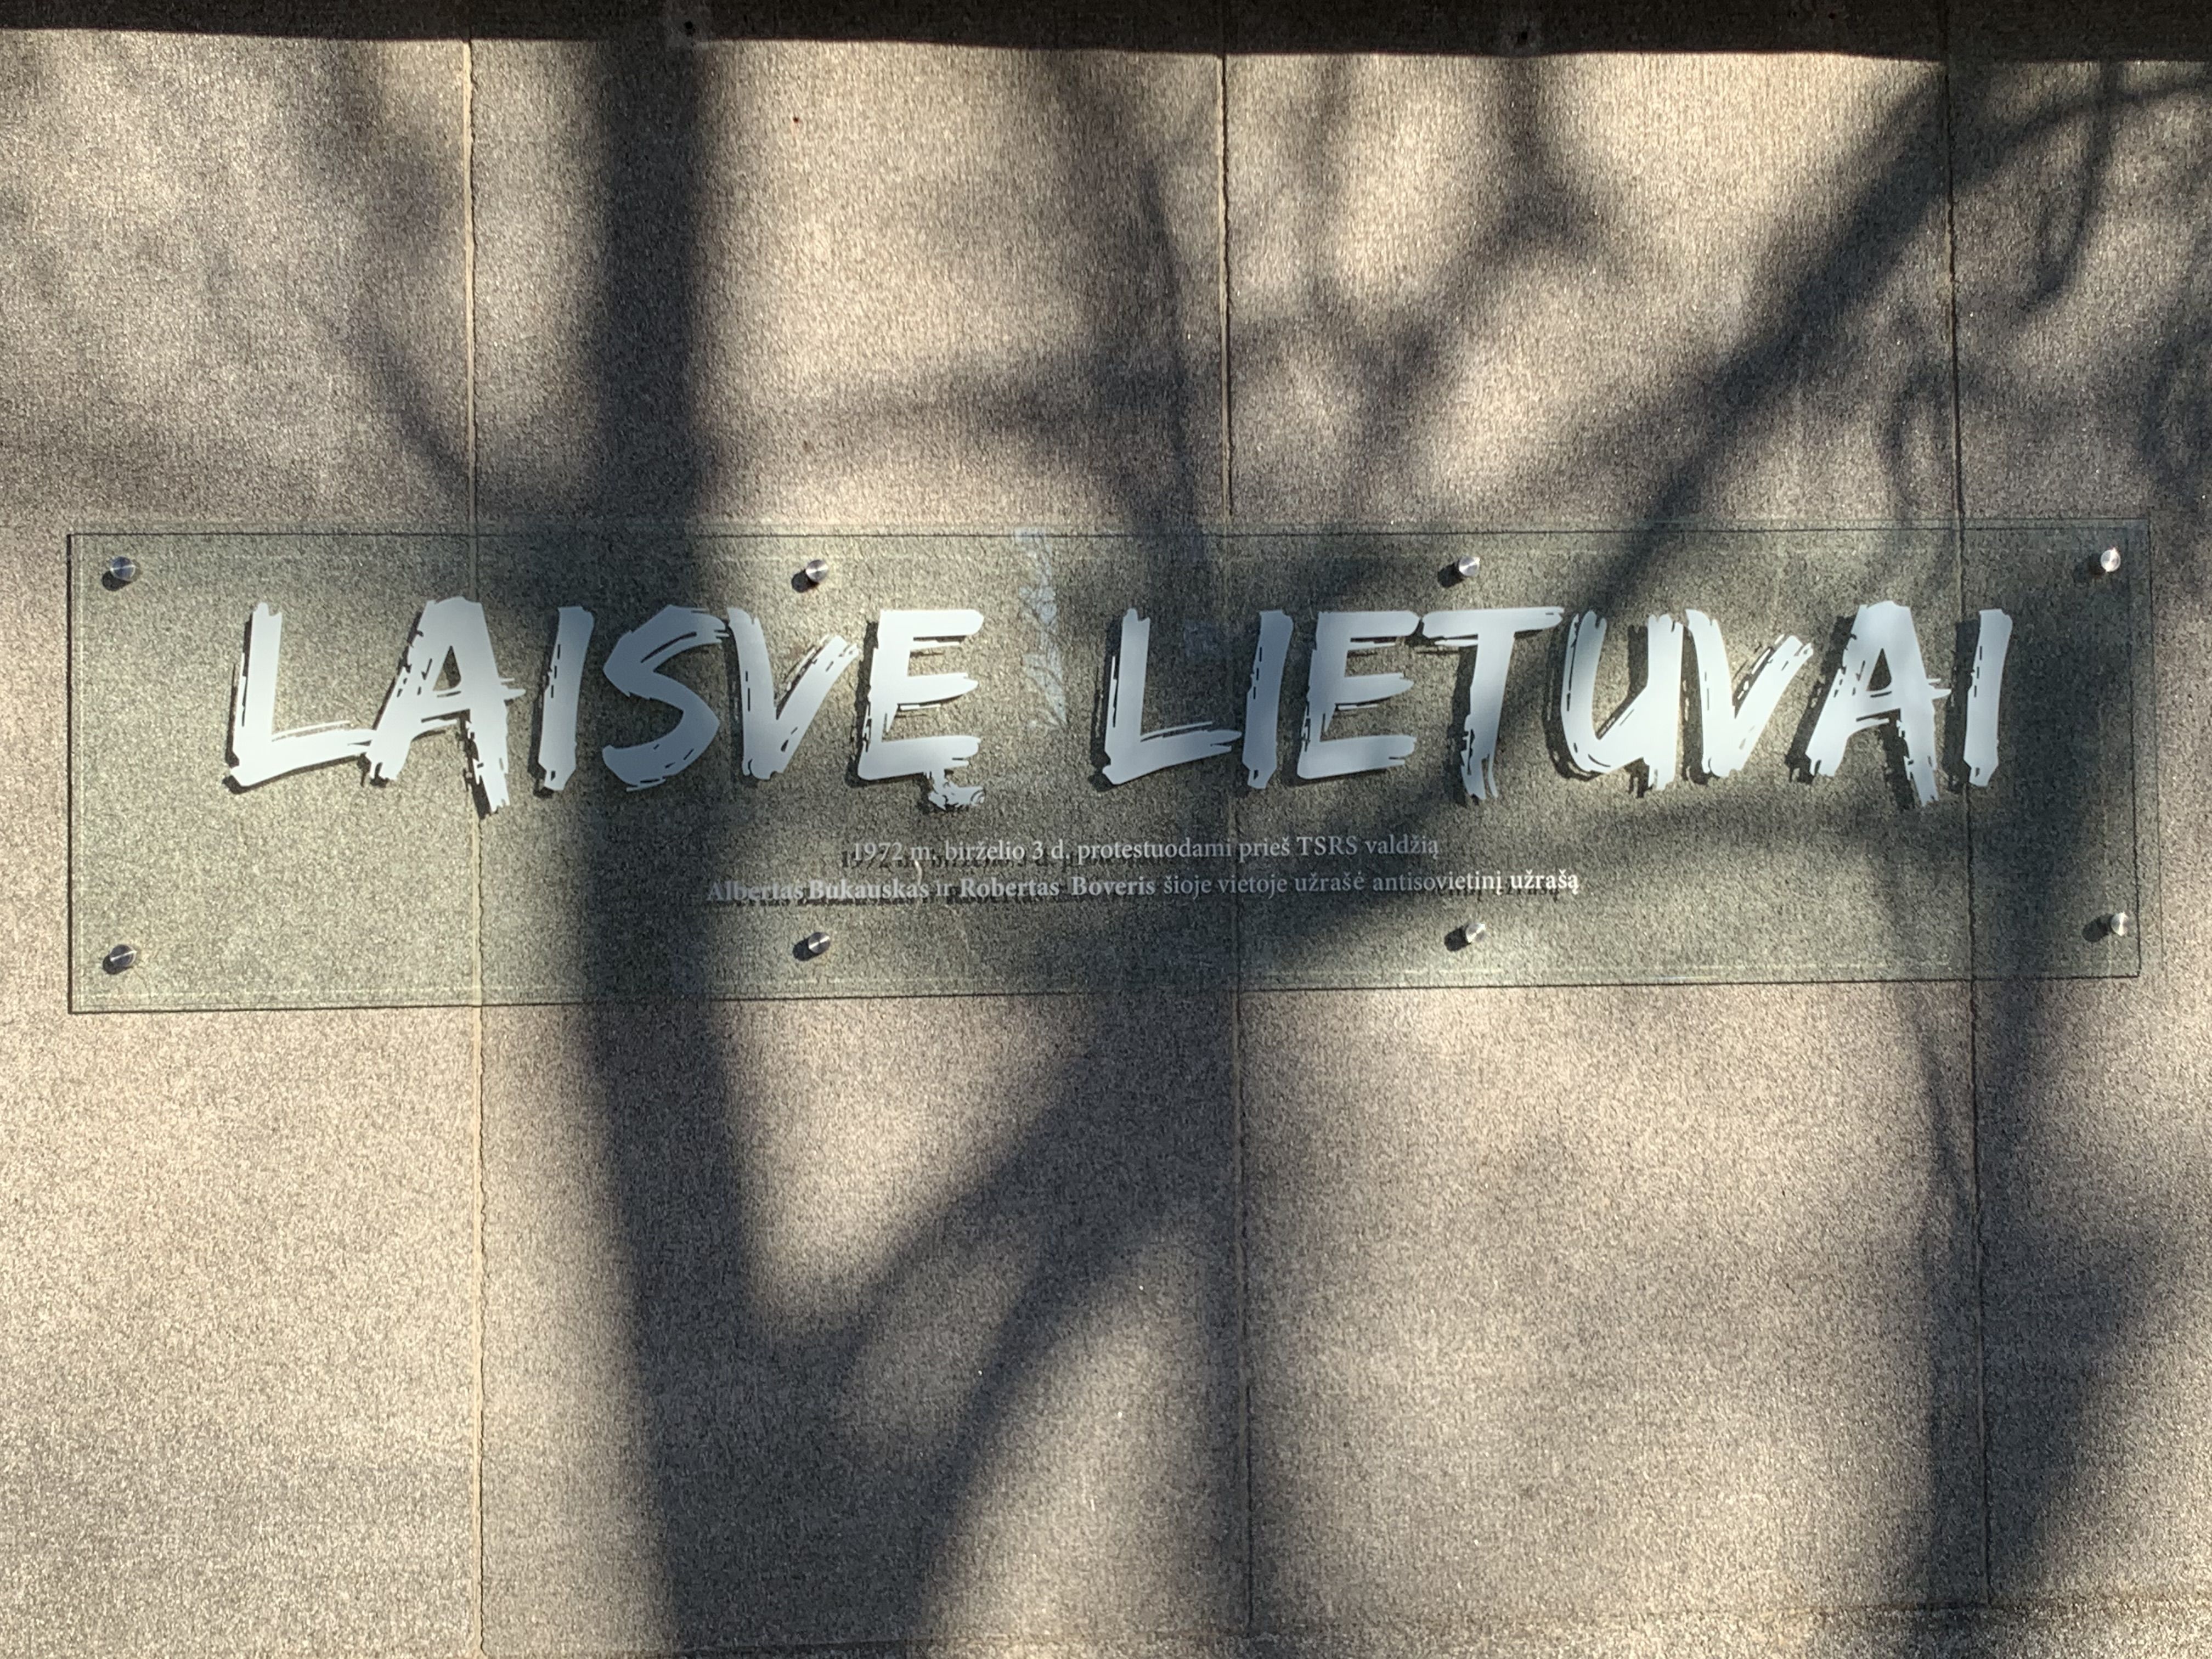 LAISVĘ LIETUVAI
1972 m. birželio 3 d. protestuodami prieš TSRS valdžią
Albertas Bukauskas ir Robertas Boveris šioje vietoje užrašė antisovietinį užrašą